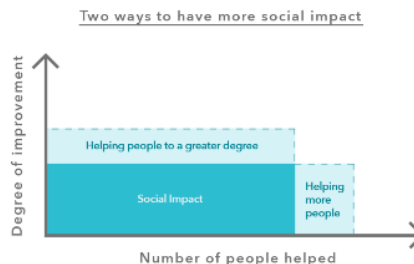 Two ways to have more social impact
Degree of improvement
Helping people to a greater degree
Social Impact
Helping
more
people
Number of people helped